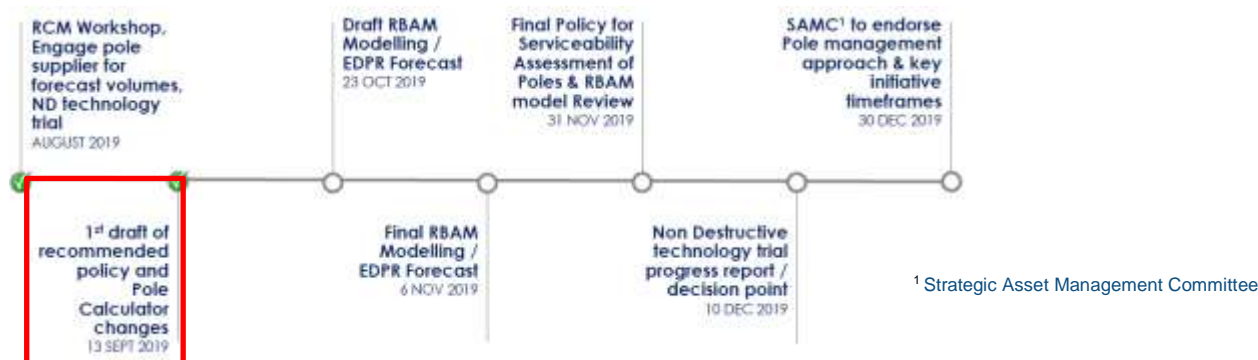 RCM Workshop,
Engage pole
supplier for
forecast volumes,
ND technology
trial
AUGUST 2019
1st draft of
recommended
policy and
Pole
Calculator
changes
13 SEPT 2019
Draft RBAM
Modelling /
EDPR Forecast
23 OCT 2019
Final RBAM
Modelling /
EDPR Forecast
6 NOV 2019
Final Policy for
Serviceability
Assessment of
Poles & RBAM
model Review
31 NOV 2019
Non Destructive
technology trial
progress report /
decision point
10 DEC 2019
SAMC¹ to endorse
Pole management
approach & key
initiative
timeframes
30 DEC 2019
¹ Strategic Asset Management Committee